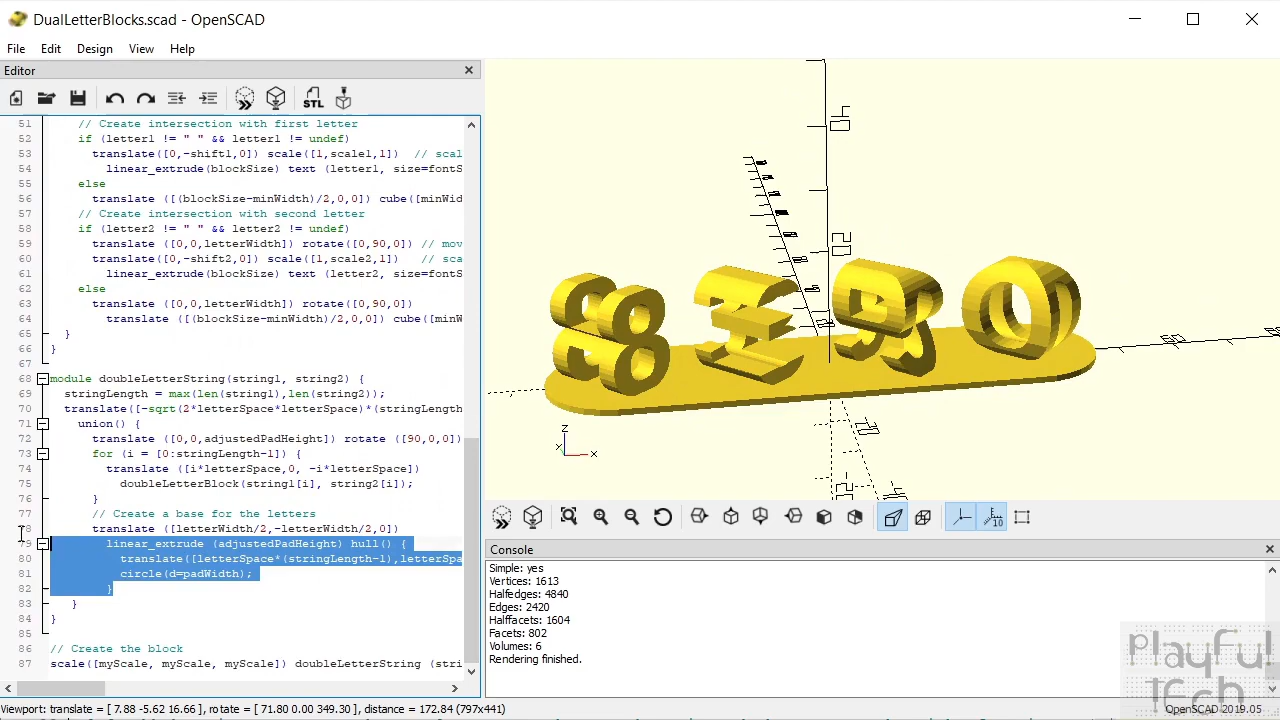 DualLetterBlocks.scad - OpenSCAD
File Edit Design View Help
Editor
STL
51 // Create intersection with first letter
52 if (letter1 != " " && letter1 != undef)
53 translate([0,-shift1,0]) scale([1,scale1,1]) // scal
54 linear_extrude(blockSize) text (letter1, size=fontS
55 else
56 translate ([(blockSize-minWidth)/2,0,0]) cube([minWid
57 // Create intersection with second letter
58 if (letter2 != " " && letter2 != undef)
59 translate ([0,0,letterWidth]) rotate([0,90,0]) // mov
60 translate([0,-shift2,0]) scale([1,scale2,1]) // sca
61 linear_extrude(blockSize) text (letter2, size=fontS
62 else
63 translate ([0,0,letterWidth]) rotate([0,90,0])
64 translate ([(blockSize-minWidth)/2,0,0]) cube([minW
65 }
66 }
67
68 module doubleLetterString(string1, string2) {
69 stringLength = max(len(string1),len(string2));
70 translate([-sqrt(2*letterSpace*letterSpace)*(stringLength
71 union() {
72 translate ([0,0,adjustedPadHeight]) rotate ([90,0,0])
73 for (i = [0:stringLength-1]) {
74 translate ([i*letterSpace,0, -i*letterSpace])
75 doubleLetterBlock(string1[i], string2[i]);
76 }
77 // Create a base for the letters
78 translate ([letterWidth/2,-letterWidth/2,0])
79 linear_extrude (adjustedPadHeight) hull() {
80 translate([letterSpace*(stringLength-1),letterSpa
81 circle(d=padWidth);
82 }
83 }
84 }
85
86 // Create the block
87 scale([myScale, myScale, myScale]) doubleLetterString (stri
10
Console
Simple: yes
Vertices: 1613
Halfedges: 4840
Edges: 2420
Halffacets: 1604
Facets: 802
Volumes: 6
Rendering finished.
Playful
Tech
Viewport: translate = [ 7.88 -5.62 16.66 ], rotate = [ 71.80 0.00 349.30 ], distance = 172.84 (797x441)
OpenSCAD 2019.05